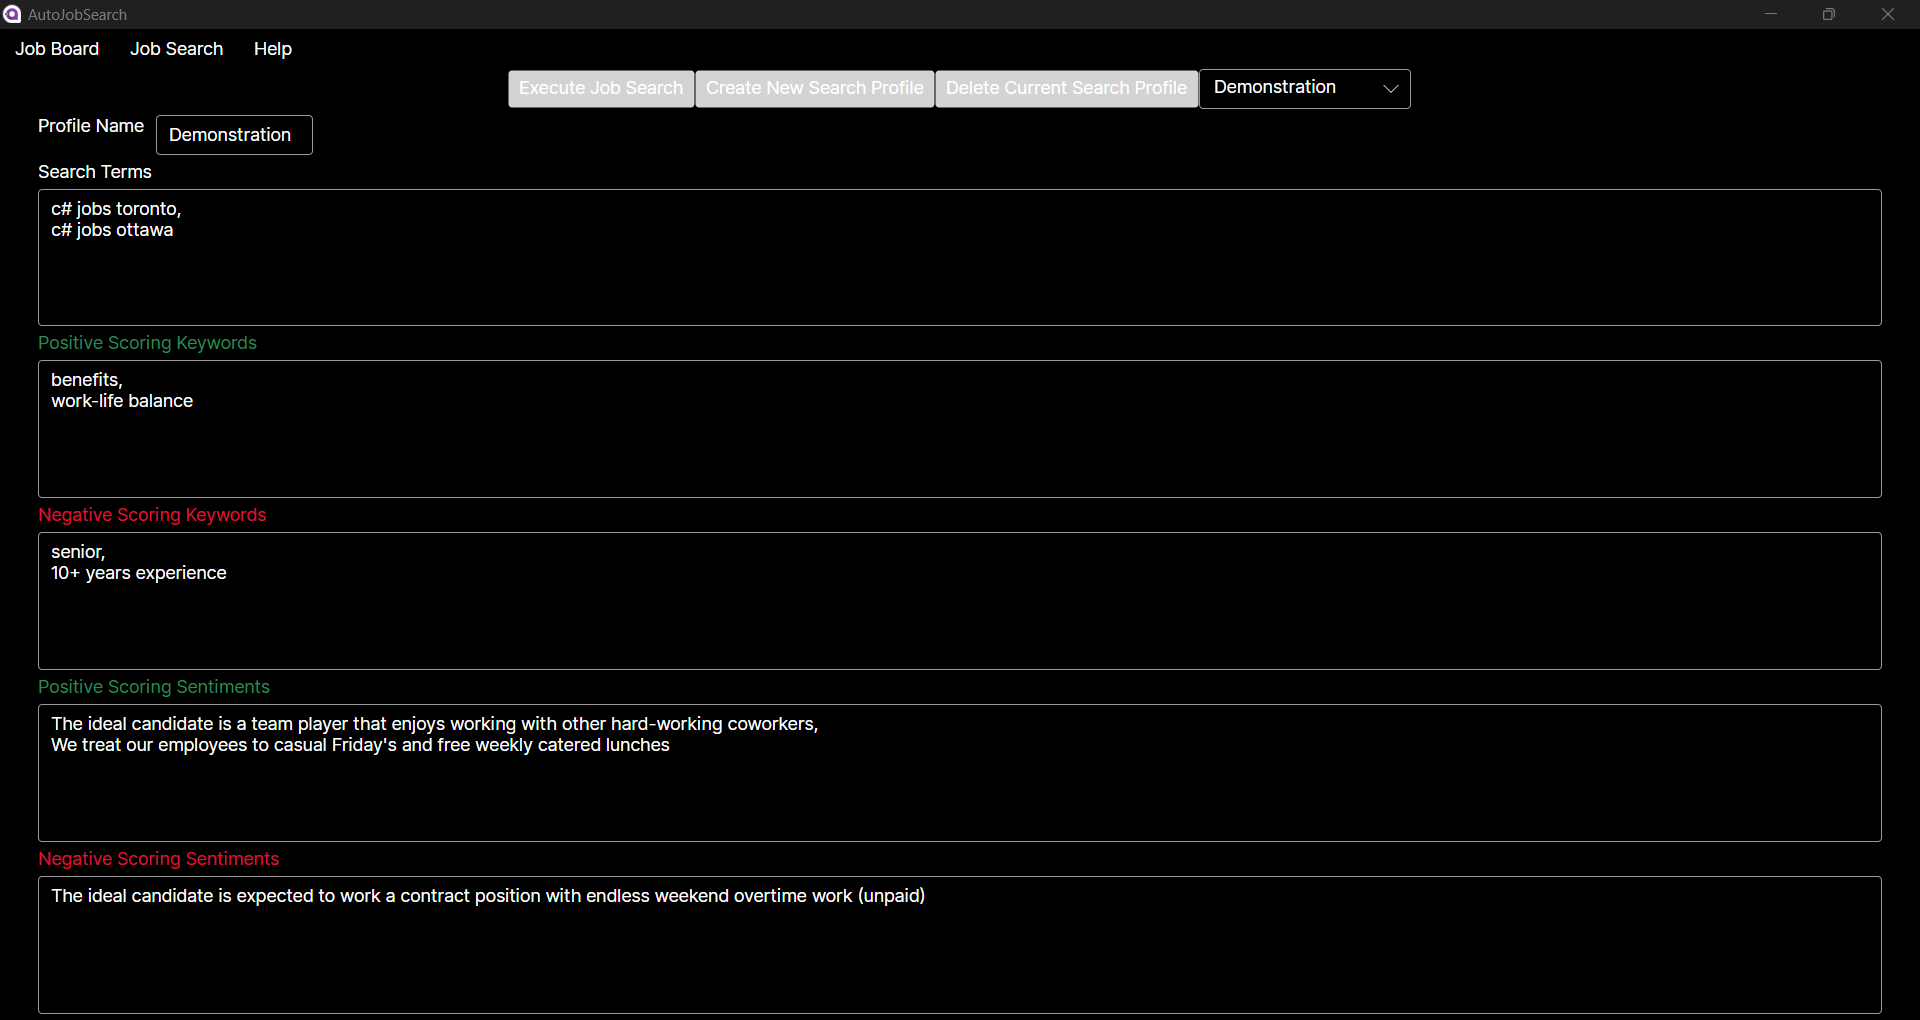 AutoJobSearch
Job Board Job Search Help
Execute Job Search Create New Search Profile Delete Current Search Profile Demonstration
Profile Name Demonstration
Search Terms
c# jobs toronto,
c# jobs ottawa
Positive Scoring Keywords
benefits,
work-life balance
Negative Scoring Keywords
senior,
10+ years experience
Positive Scoring Sentiments
The ideal candidate is a team player that enjoys working with other hard-working coworkers,
We treat our employees to casual Friday's and free weekly catered lunches
Negative Scoring Sentiments
The ideal candidate is expected to work a contract position with endless weekend overtime work (unpaid)